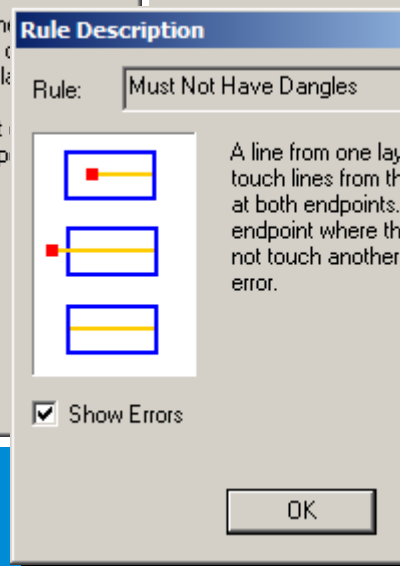 Rule Description
Rule:
Must Not Have Dangles
A line from one lay
touch lines from th
at both endpoints.
endpoint where th
not touch another
error.
Show Errors
OK